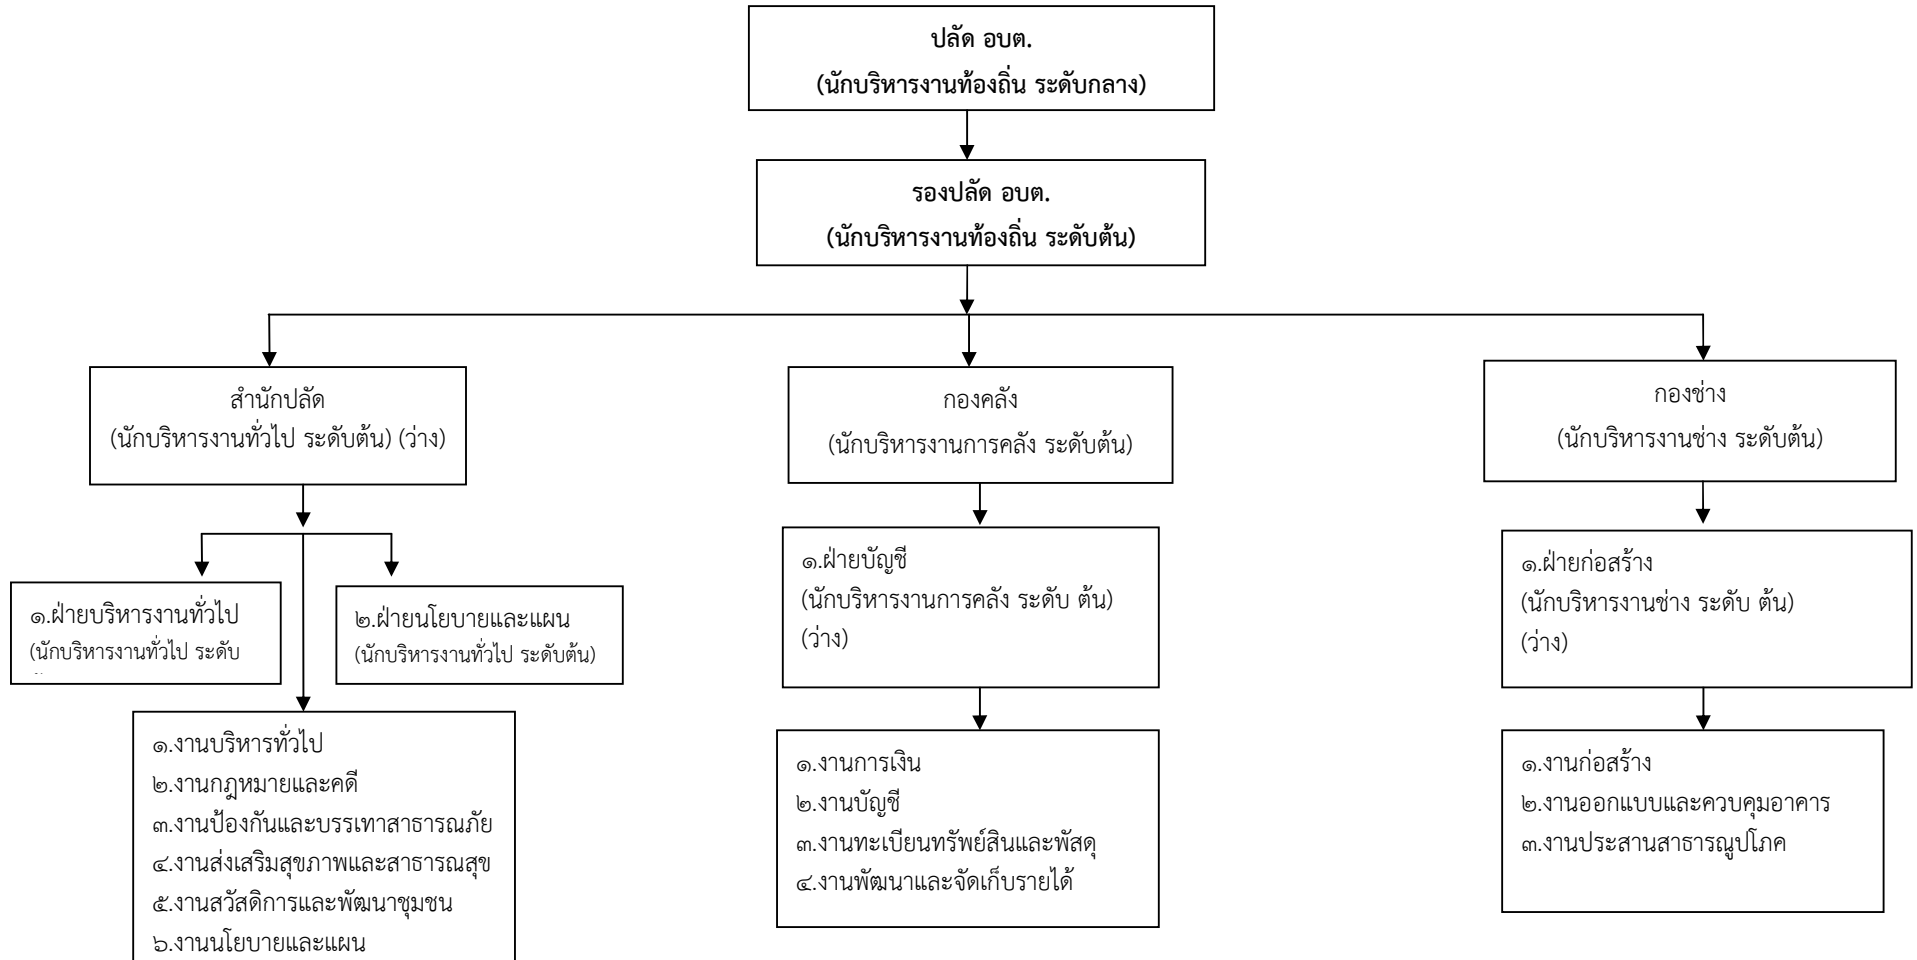 ปลัด อบต.
(นักบริหารงานท้องถิ่น ระดับกลาง)
รองปลัด อบต.
(นักบริหารงานท้องถิ่น ระดับต้น)
สำนักปลัด
(นักบริหารงานทั่วไป ระดับต้น) (ว่าง)
กองคลัง
(นักบริหารงานการคลัง ระดับต้น)
กองช่าง
(นักบริหารงานช่าง ระดับต้น)
๑.ฝ่ายบริหารงานทั่วไป
(นักบริหารงานทั่วไป ระดับ
๒.ฝ่ายนโยบายและแผน
(นักบริหารงานทั่วไป ระดับต้น)
๑.ฝ่ายบัญชี
(นักบริหารงานการคลัง ระดับ ต้น)
(ว่าง)
๑.ฝ่ายก่อสร้าง
(นักบริหารงานช่าง ระดับ ต้น)
(ว่าง)
๑.งานบริหารทั่วไป
๒.งานกฎหมายและคดี
๓.งานป้องกันและบรรเทาสาธารณภัย
๔.งานส่งเสริมสุขภาพและสาธารณสุข
๕.งานสวัสดิการและพัฒนาชุมชน
๖.งานนโยบายและแผน
๑.งานการเงิน
๒.งานบัญชี
๓.งานทะเบียนทรัพย์สินและพัสดุ
๔.งานพัฒนาและจัดเก็บรายได้
๑.งานก่อสร้าง
๒.งานออกแบบและควบคุมอาคาร
๓.งานประสานสาธารณูปโภค